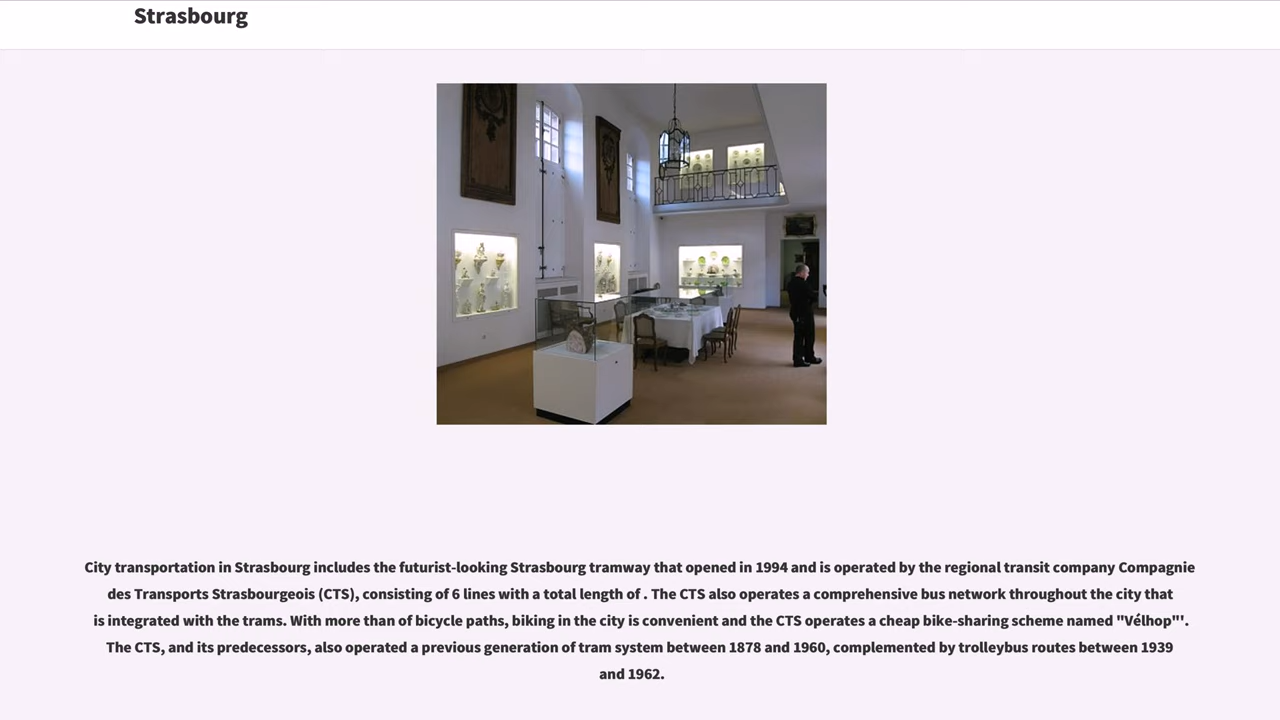 Strasbourg
City transportation in Strasbourg includes the futurist-looking Strasbourg tramway that opened in 1994 and is operated by the regional transit company Compagnie
des Transports Strasbourgeois (CTS), consisting of 6 lines with a total length of . The CTS also operates a comprehensive bus network throughout the city that
is integrated with the trams. With more than of bicycle paths, biking in the city is convenient and the CTS operates a cheap bike-sharing scheme named "Vélhop"'.
The CTS, and its predecessors, also operated a previous generation of tram system between 1878 and 1960, complemented by trolleybus routes between 1939
and 1962.